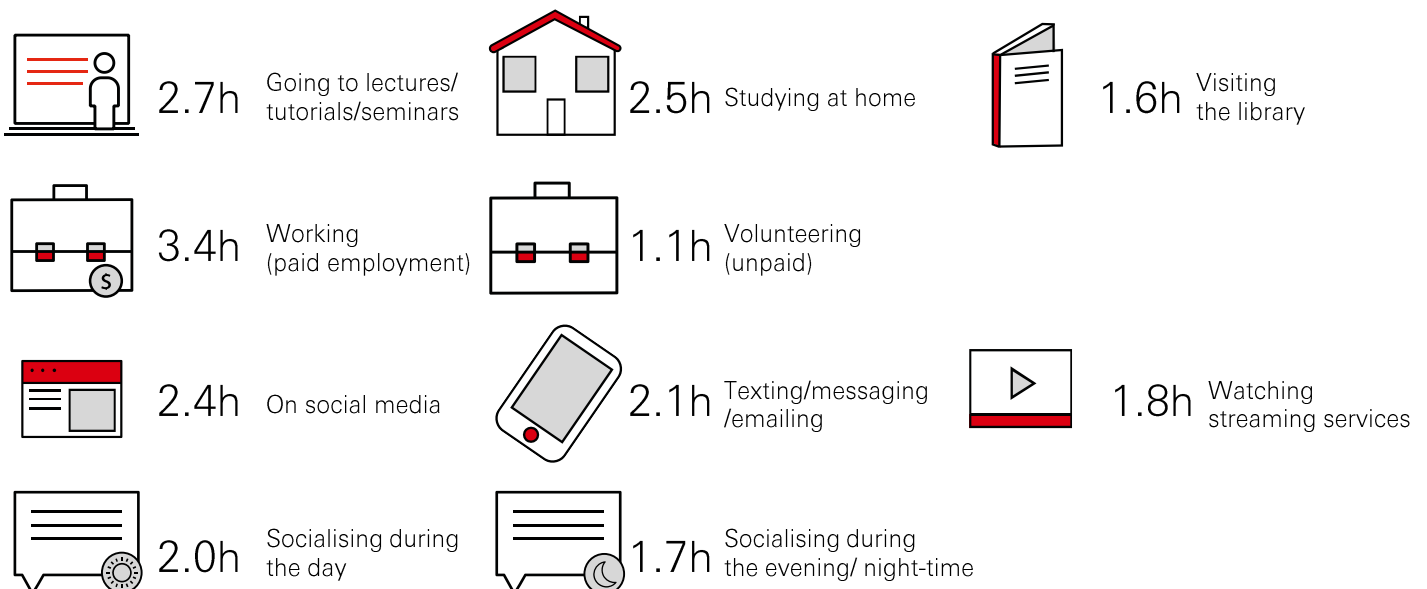 2.7h
Going to lectures/
tutorials/seminars
2.5h
Studying at home
1.6h
Visiting
the library
$
3.4h
Working
(paid employment)
1.1h
Volunteering
(unpaid)
2.4h
On social media
2.1h
Texting/messaging
/emailing
1.8h
Watching
streaming services
2.0h
Socialising during
the day
1.7h
Socialising during
the evening/ night-time